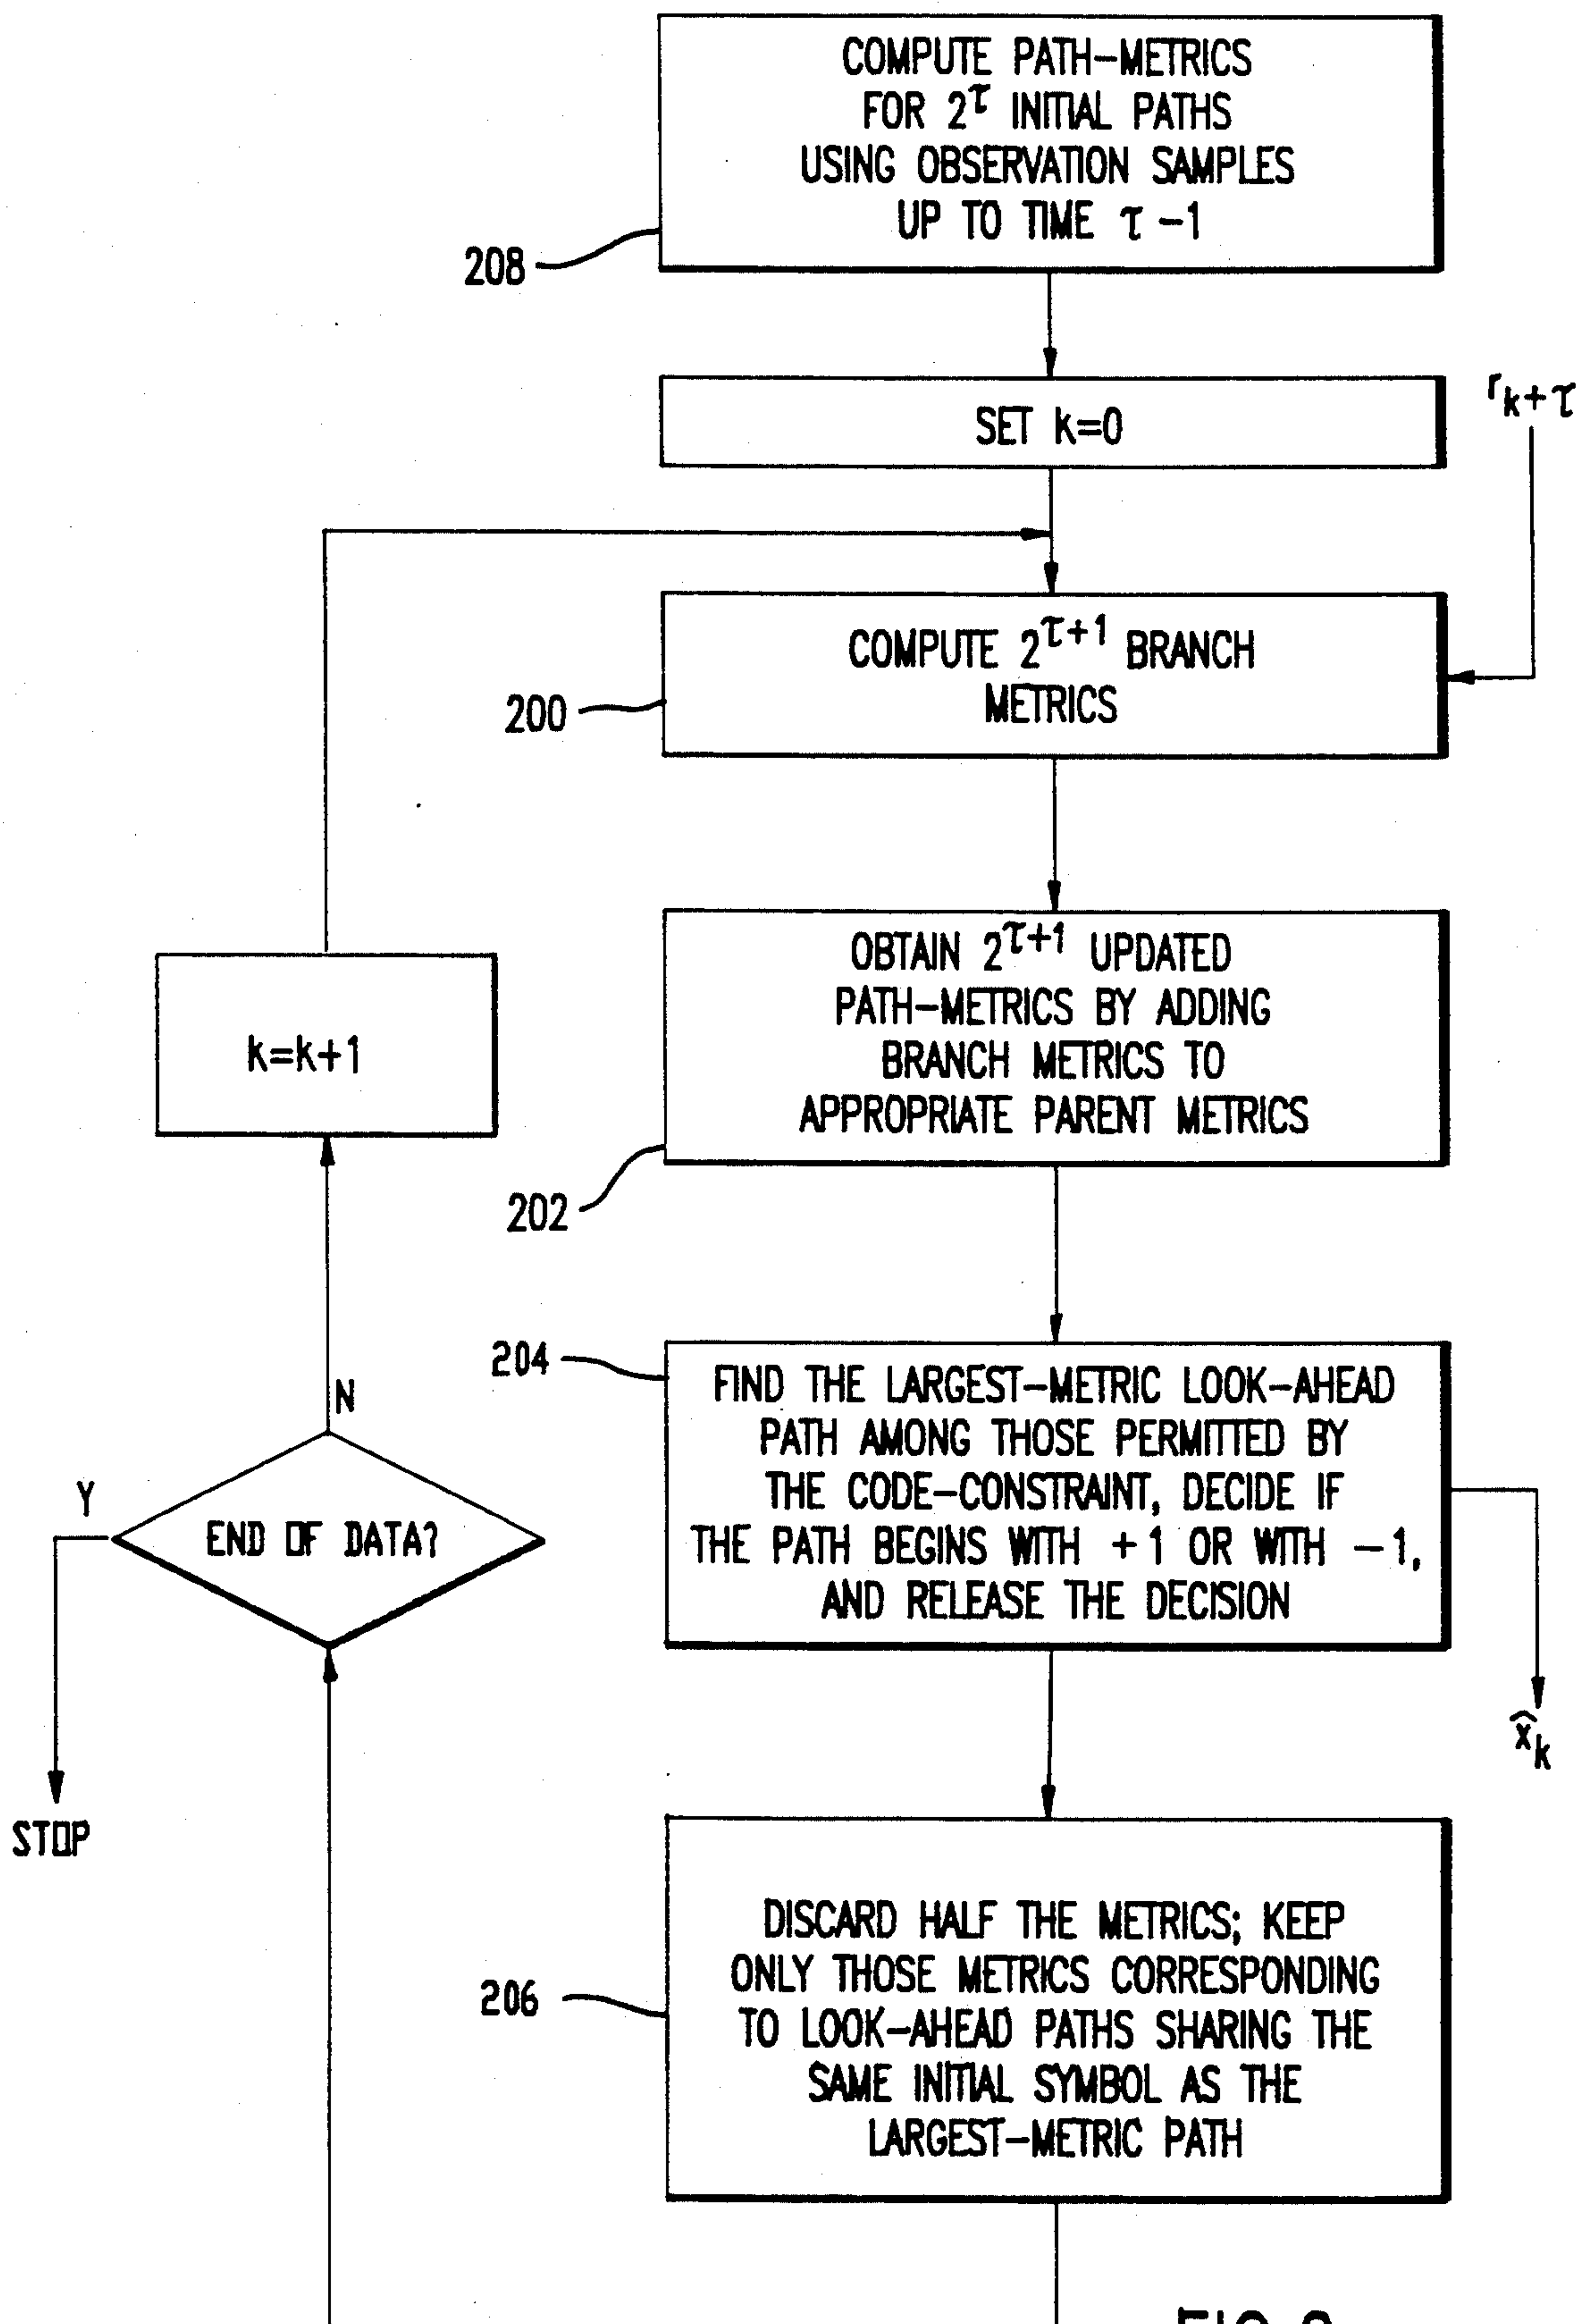 COMPUTE PATH-METRICS
FOR 2^τ INITIAL PATHS
USING OBSERVATION SAMPLES
UP TO TIME τ -1
208
SET k=0
r_{k+τ}
COMPUTE 2^{τ+1} BRANCH
METRICS
200
OBTAIN 2^{τ+1} UPDATED
PATH-METRICS BY ADDING
BRANCH METRICS TO
APPROPRIATE PARENT METRICS
202
k=k+1
204
FIND THE LARGEST-METRIC LOOK-AHEAD
PATH AMONG THOSE PERMITTED BY
THE CODE-CONSTRAINT, DECIDE IF
THE PATH BEGINS WITH +1 OR WITH -1,
AND RELEASE THE DECISION
N
Y
END OF DATA?
x̂_k
STOP
DISCARD HALF THE METRICS; KEEP
ONLY THOSE METRICS CORRESPONDING
TO LOOK-AHEAD PATHS SHARING THE
SAME INITIAL SYMBOL AS THE
LARGEST-METRIC PATH
206